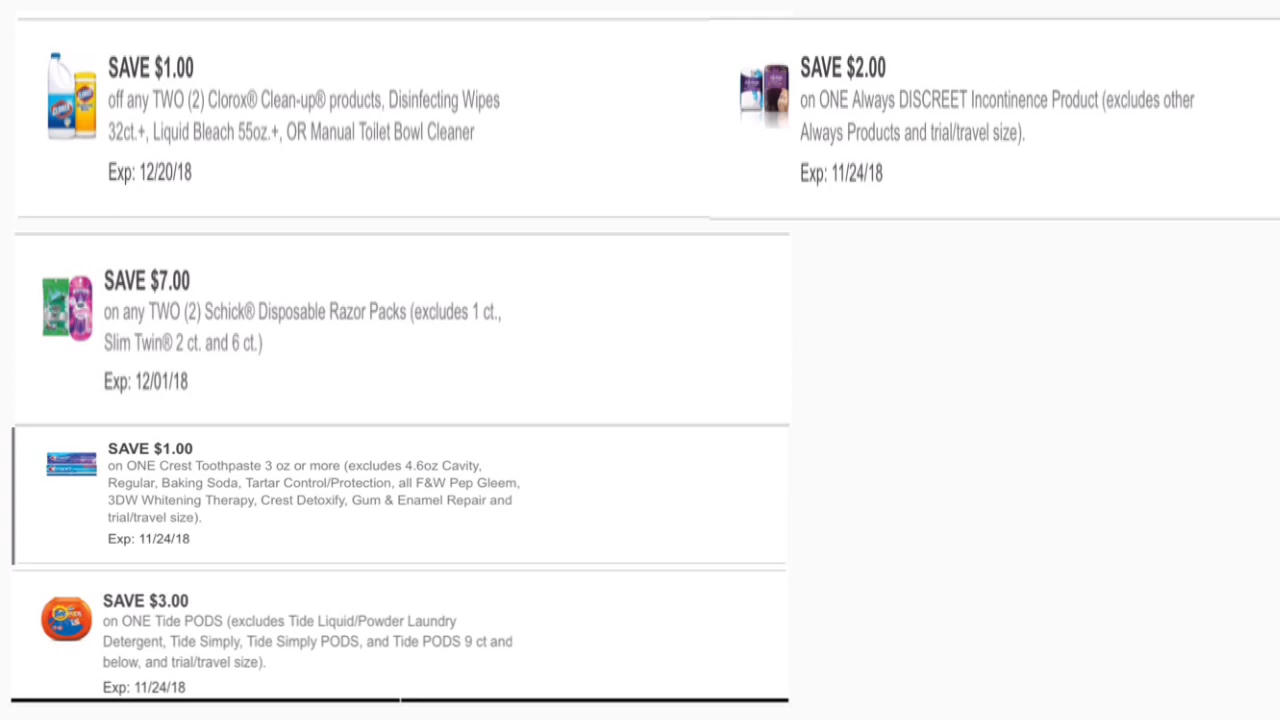 SAVE $1.00
off any TWO (2) Clorox® Clean-up® products, Disinfecting Wipes
32ct.+, Liquid Bleach 55oz.+, OR Manual Toilet Bowl Cleaner
Exp: 12/20/18
SAVE $2.00
on ONE Always DISCREET Incontinence Product (excludes other
Always Products and trial/travel size).
Exp: 11/24/18
SAVE $7.00
on any TWO (2) Schick® Disposable Razor Packs (excludes 1 ct.,
Slim Twin® 2 ct. and 6 ct.)
Exp: 12/01/18
SAVE $1.00
on ONE Crest Toothpaste 3 oz or more (excludes 4.6oz Cavity,
Regular, Baking Soda, Tartar Control/Protection, all F&W Pep Gleem,
3DW Whitening Therapy, Crest Detoxify, Gum & Enamel Repair and
trial/travel size).
Exp: 11/24/18
SAVE $3.00
on ONE Tide PODS (excludes Tide Liquid/Powder Laundry
Detergent, Tide Simply, Tide Simply PODS, and Tide PODS 9 ct and
below, and trial/travel size).
Exp: 11/24/18